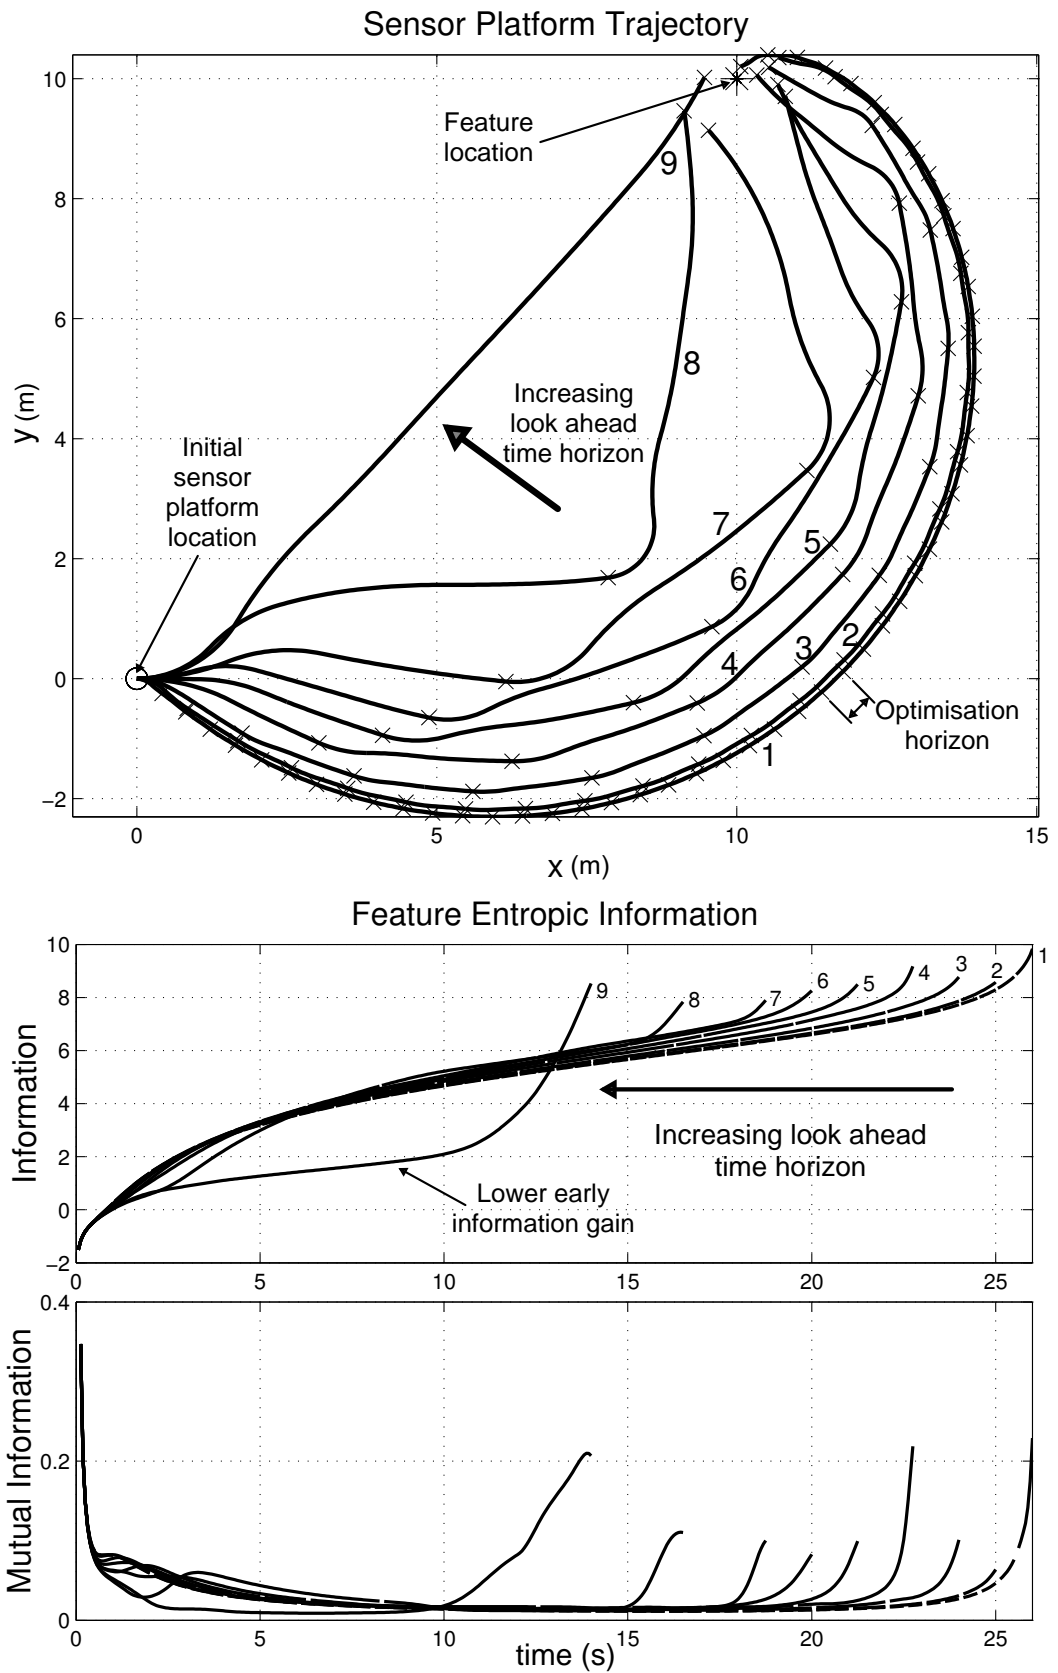 Sensor Platform Trajectory
10
8
6
4
2
0
−2
y (m)
Feature
location
9
8
Increasing
look ahead
time horizon
Initial
sensor
platform
location
7
5
6
2
3
4
Optimisation
horizon
1
0
5
10
15
x (m)
Feature Entropic Information
10
8
6
4
2
0
−2
Information
9
8
7
6
5
4
3
2
1
Increasing look ahead
time horizon
Lower early
information gain
0
5
10
15
20
25
0.4
0.2
0
Mutual Information
0
5
10
15
20
25
time (s)